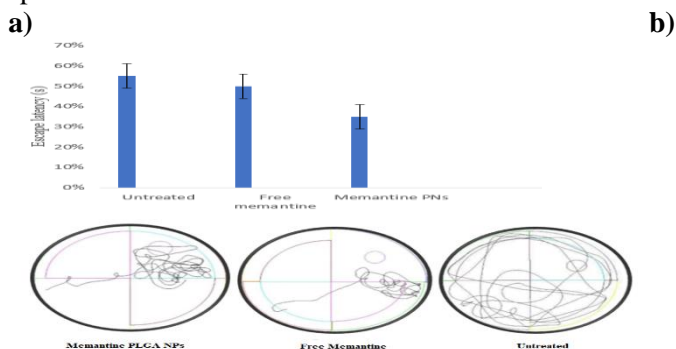 a)
b)
70%
60%
50%
40%
30%
20%
10%
0%
Escape latency (s)
Untreated
Free
memantine
Memantine PNs
Memantine PLGA NPs
Free Memantine
Untreated